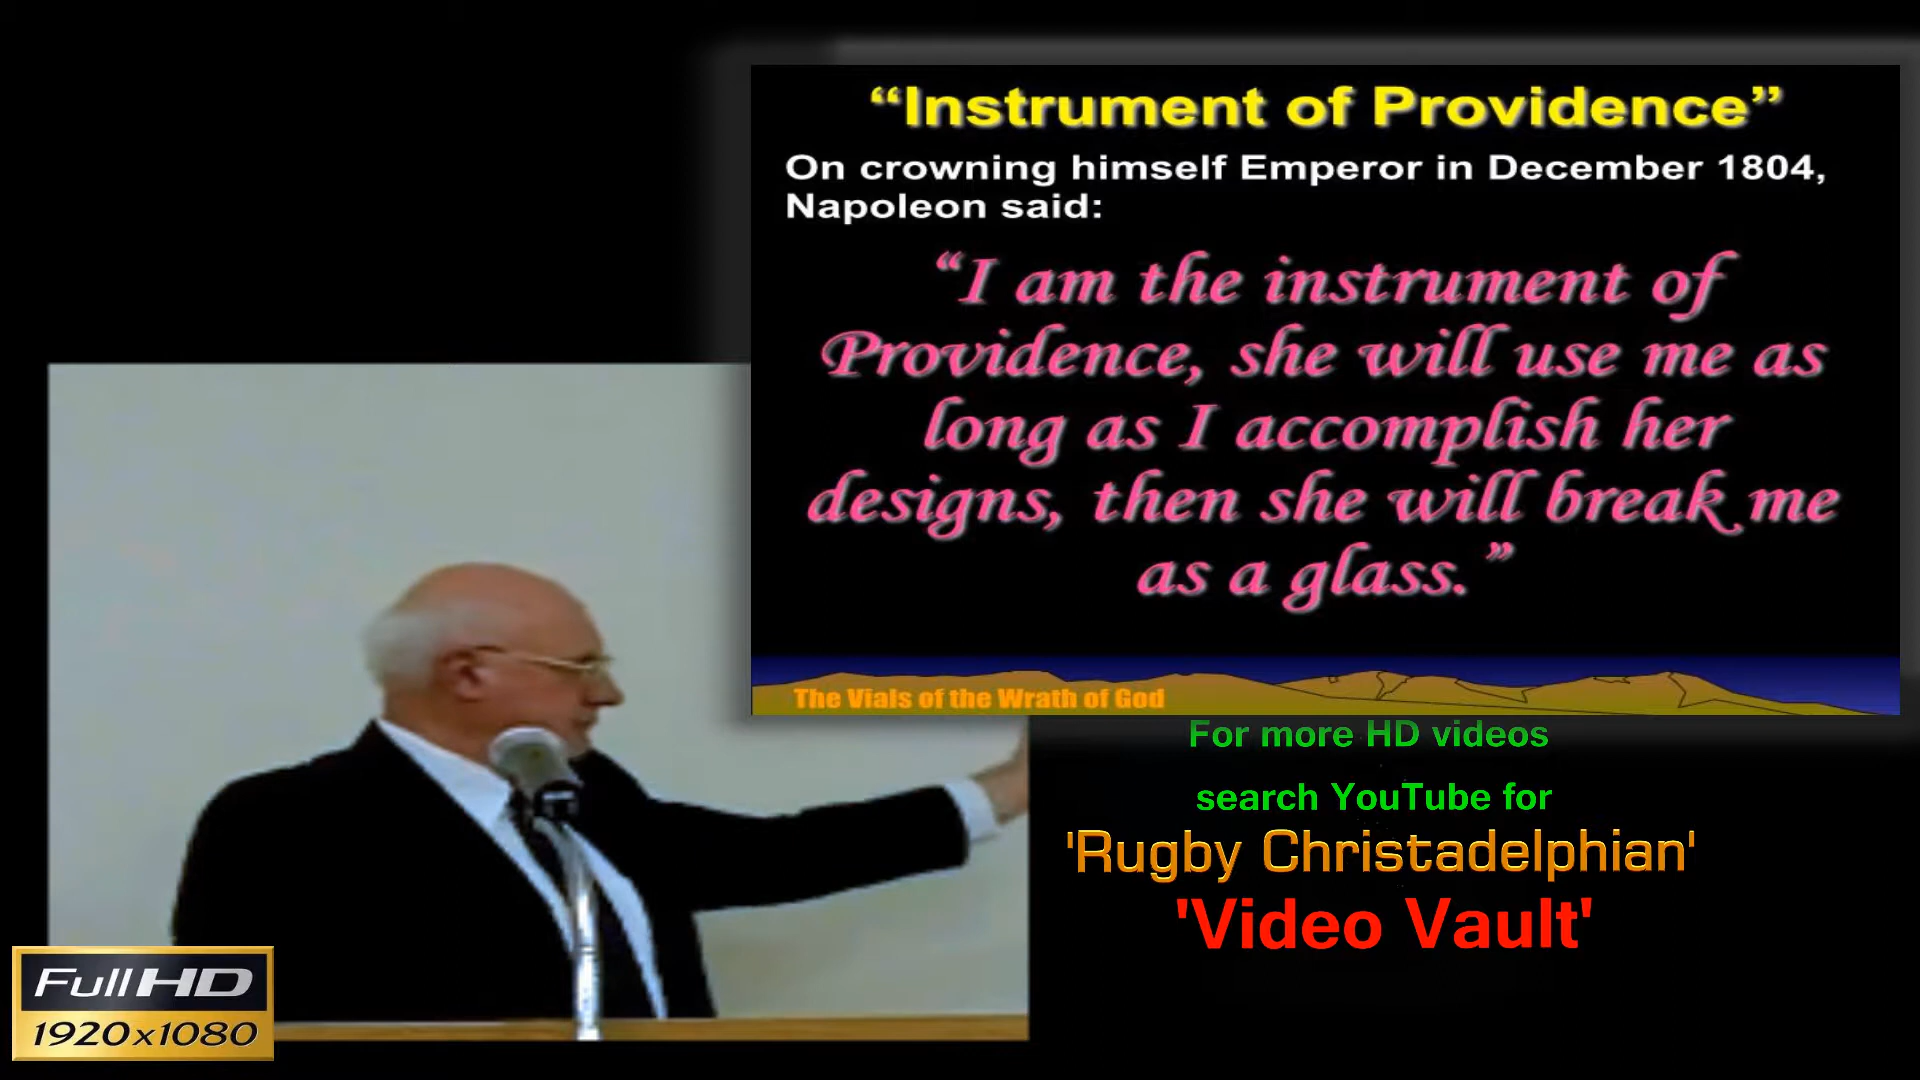 “Instrument of Providence”
On crowning himself Emperor in December 1804,
Napoleon said:
“I am the instrument of
Providence, she will use me as
long as I accomplish her
designs, then she will break me
as a glass.”
The Vials of the Wrath of God
For more HD videos
search YouTube for
'Rugby Christadelphian'
'Video Vault'
Full HD
1920x1080